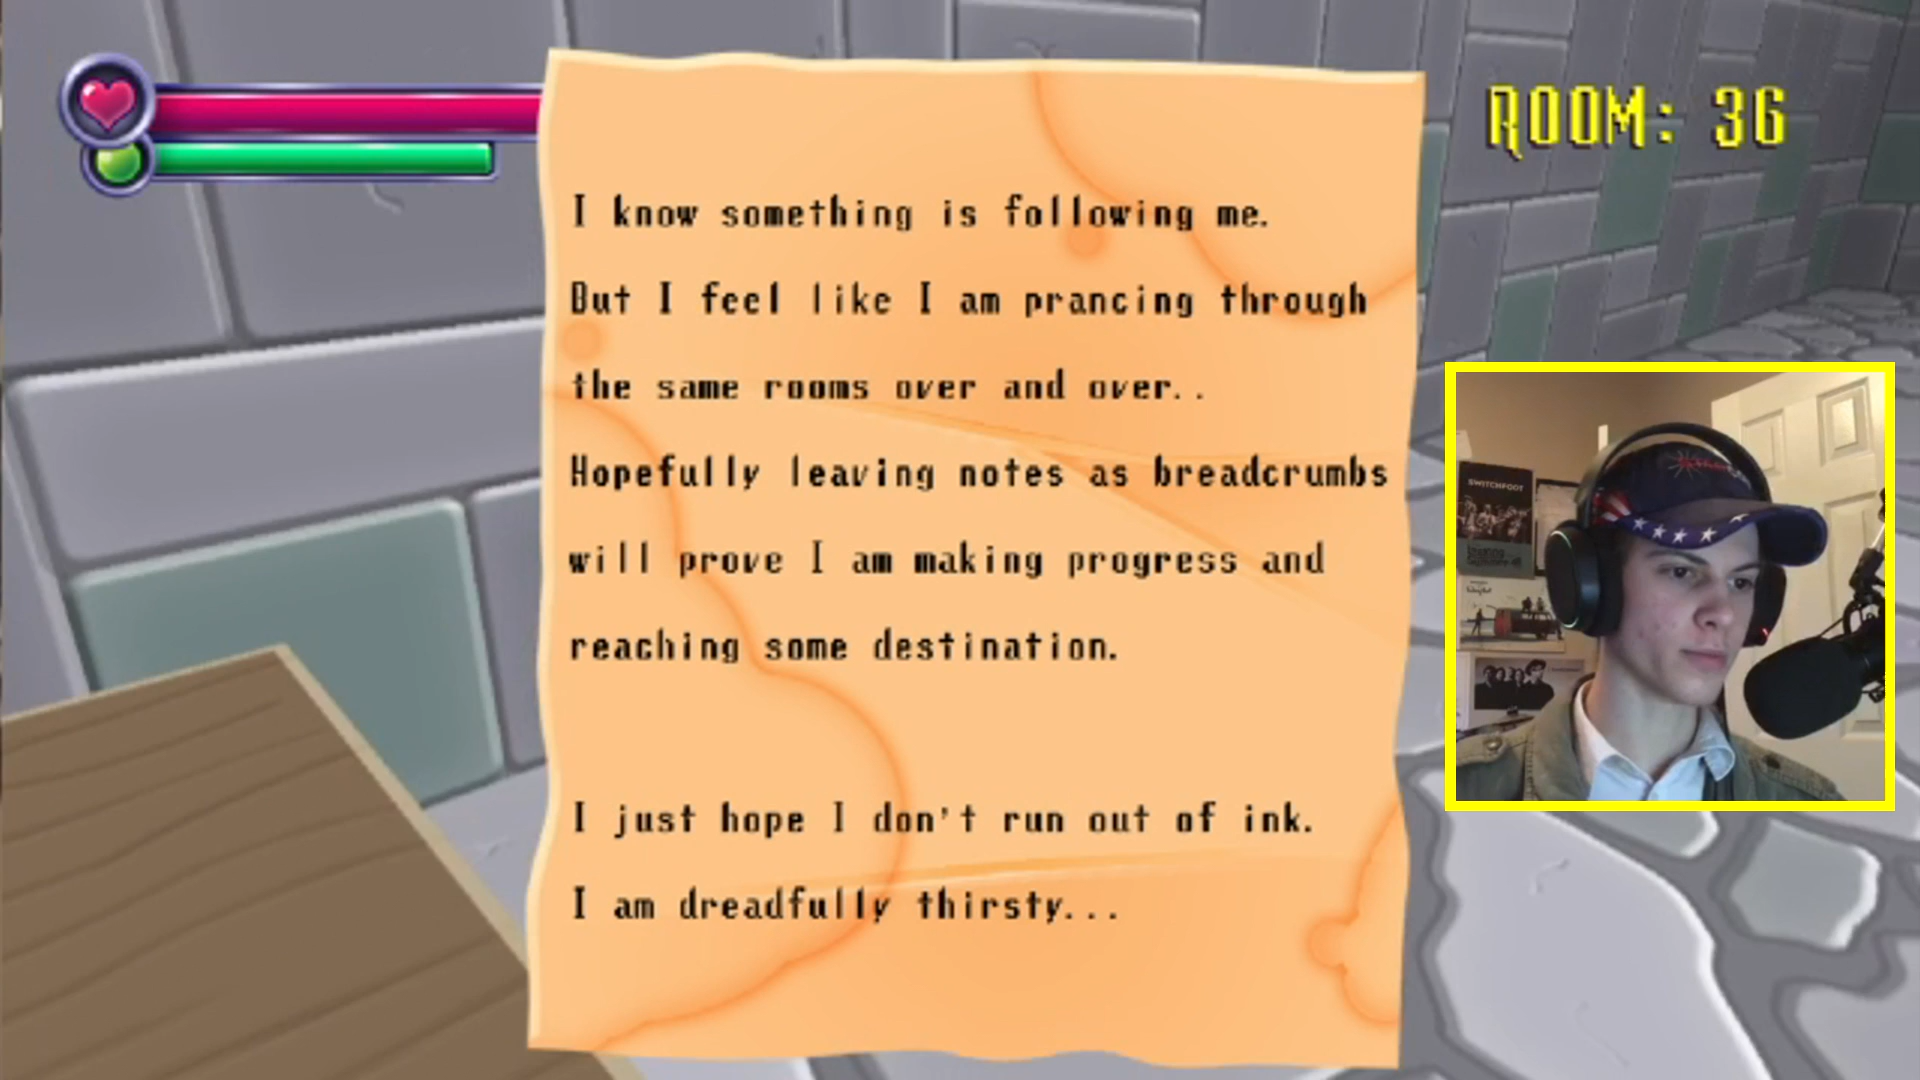 ROOM: 36
I know something is following me.
But I feel like I am prancing through
the same rooms over and over..
Hopefully leaving notes as breadcrumbs
will prove I am making progress and
reaching some destination.
I just hope I don't run out of ink.
I am dreadfully thirsty...
SWITCHFOOT